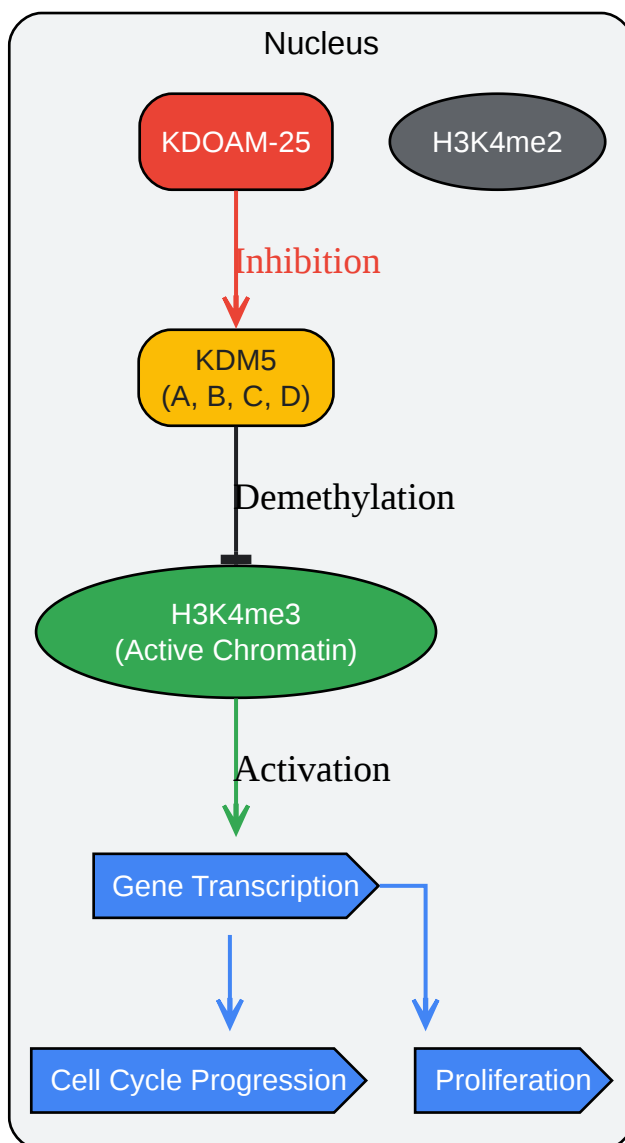 Nucleus
KDOAM-25
H3K4me2
Inhibition
KDM5
(A, B, C, D)
Demethylation
H3K4me3
(Active Chromatin)
Activation
Gene Transcription
Cell Cycle Progression
Proliferation